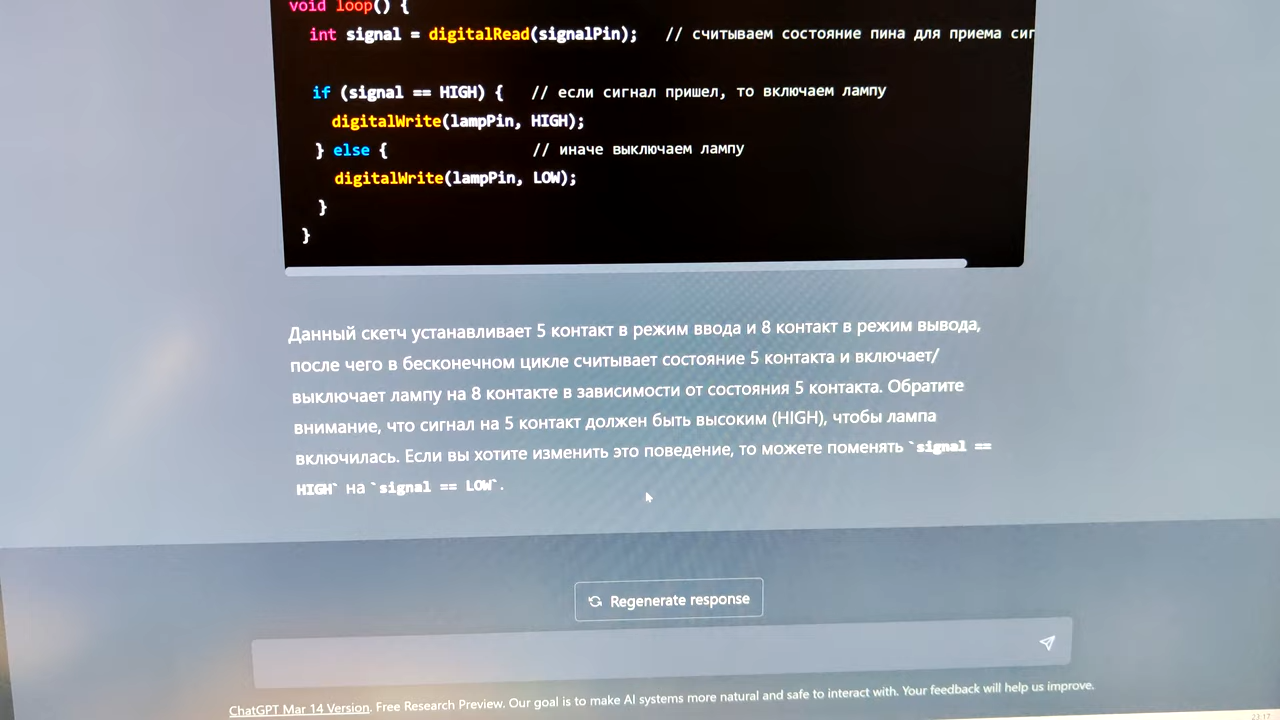 void loop() {
int signal = digitalRead(signalPin); // считываем состояние пина для приема сиг
if (signal == HIGH) { // если сигнал пришел, то включаем лампу
digitalWrite(lampPin, HIGH);
} else { // иначе выключаем лампу
digitalWrite(lampPin, LOW);
}
}
Данный скетч устанавливает 5 контакт в режим ввода и 8 контакт в режим вывода,
после чего в бесконечном цикле считывает состояние 5 контакта и включает/
выключает лампу на 8 контакте в зависимости от состояния 5 контакта. Обратите
внимание, что сигнал на 5 контакт должен быть высоким (HIGH), чтобы лампа
включилась. Если вы хотите изменить это поведение, то можете поменять `signal ==
HIGH` на `signal == LOW`.
Regenerate response
ChatGPT Mar 14 Version. Free Research Preview. Our goal is to make AI systems more natural and safe to interact with. Your feedback will help us improve.
23:17